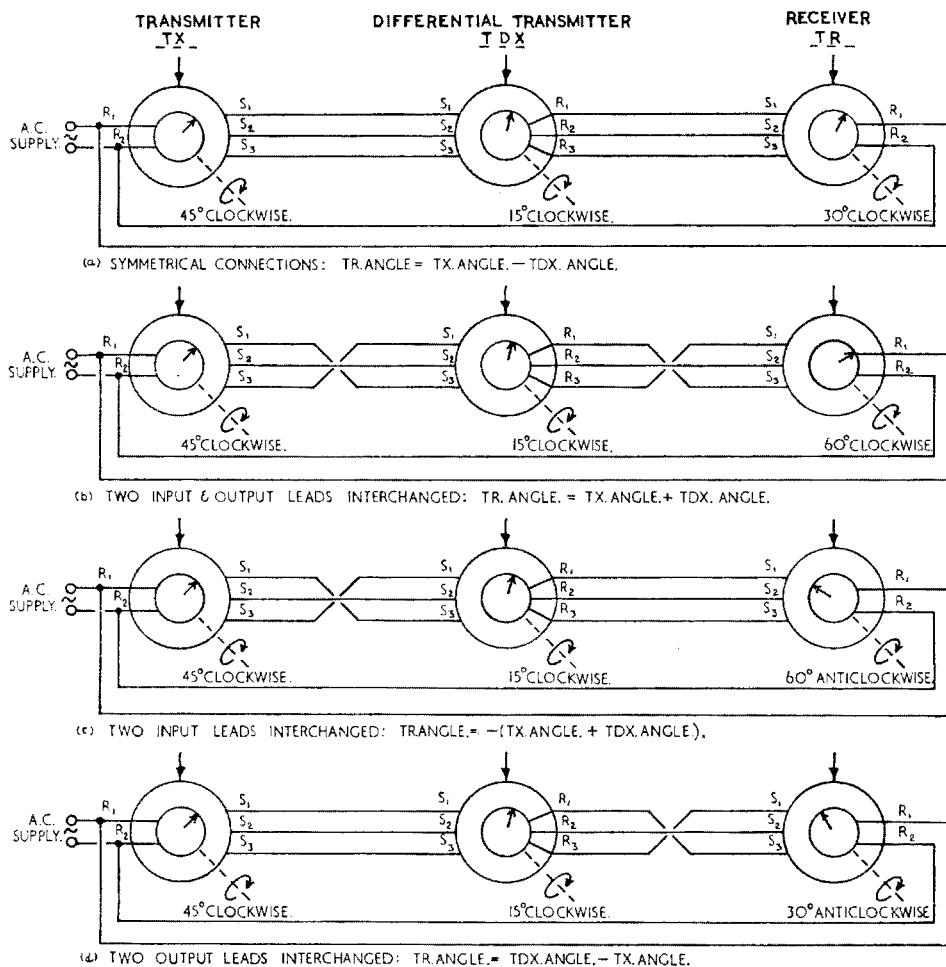 TRANSMITTER DIFFERENTIAL TRANSMITTER RECEIVER
TX TDX TR
R₁ S₁ S₁ R₁ S₁ R₁
A.C. R₂ S₂ S₂ R₂ S₂ R₂
SUPPLY. S₃ S₃ R₃ S₃
45° CLOCKWISE. 15° CLOCKWISE. 30° CLOCKWISE.
(a) SYMMETRICAL CONNECTIONS: TR.ANGLE = TX.ANGLE. – TDX. ANGLE.
R₁ S₁ S₁ R₁ S₁ R₁
A.C. R₂ S₂ S₂ R₂ S₂ R₂
SUPPLY. S₃ S₃ R₃ S₃
45° CLOCKWISE. 15° CLOCKWISE. 60° CLOCKWISE.
(b) TWO INPUT & OUTPUT LEADS INTERCHANGED: TR. ANGLE. = TX. ANGLE. + TDX. ANGLE.
R₁ S₁ S₁ R₁ S₁ R₁
A.C. R₂ S₂ S₂ R₂ S₂ R₂
SUPPLY. S₃ S₃ R₃ S₃
45° CLOCKWISE. 15° CLOCKWISE. 60° ANTICLOCKWISE.
(c) TWO INPUT LEADS INTERCHANGED: TRANGLE. = –(TX.ANGLE. + TDX.ANGLE.).
R₁ S₁ S₁ R₁ S₁ R₁
A.C. R₂ S₂ S₂ R₂ S₂ R₂
SUPPLY. S₃ S₃ R₃ S₃
45° CLOCKWISE. 15° CLOCKWISE. 30° ANTICLOCKWISE.
(d) TWO OUTPUT LEADS INTERCHANGED: TR.ANGLE. = TDX.ANGLE. – TX.ANGLE.